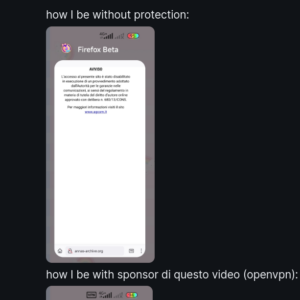 how I be without protection:
Firefox Beta
AVVISO
L'accesso al presente sito è stato disabilitato
in esecuzione di un provvedimento adottato
dall'Autorità per le garanzie nelle
comunicazioni ai sensi del regolamento in
materia di tutela del diritto d'autore online
approvato con delibera n. 680/13/CONS.
Per maggiori informazioni visita il sito
www.agcom.it
how I be with sponsor di questo video (openvpn):